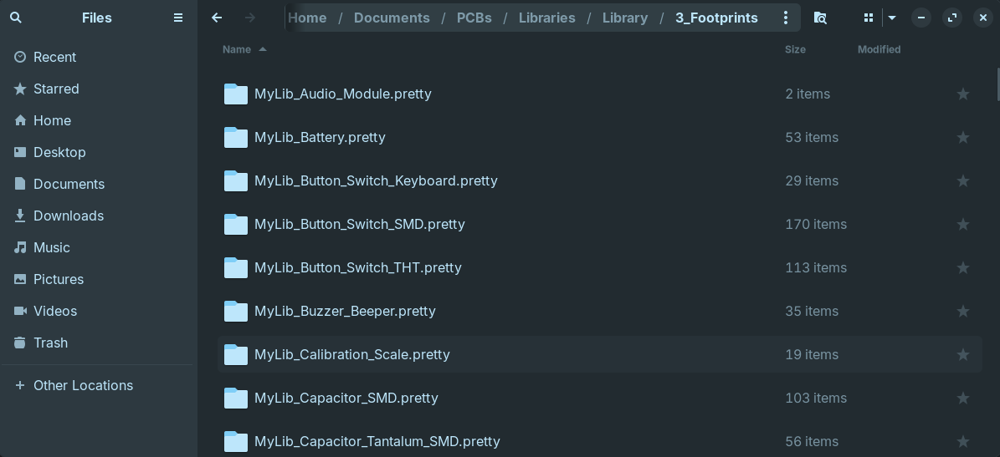 Files
Home / Documents / PCBs / Libraries / Library / 3_Footprints
Recent
Starred
Home
Desktop
Documents
Downloads
Music
Pictures
Videos
Trash
Other Locations
Name Size Modified
MyLib_Audio_Module.pretty 2 items
MyLib_Battery.pretty 53 items
MyLib_Button_Switch_Keyboard.pretty 29 items
MyLib_Button_Switch_SMD.pretty 170 items
MyLib_Button_Switch_THT.pretty 113 items
MyLib_Buzzer_Beeper.pretty 35 items
MyLib_Calibration_Scale.pretty 19 items
MyLib_Capacitor_SMD.pretty 103 items
MyLib_Capacitor_Tantalum_SMD.pretty 56 items